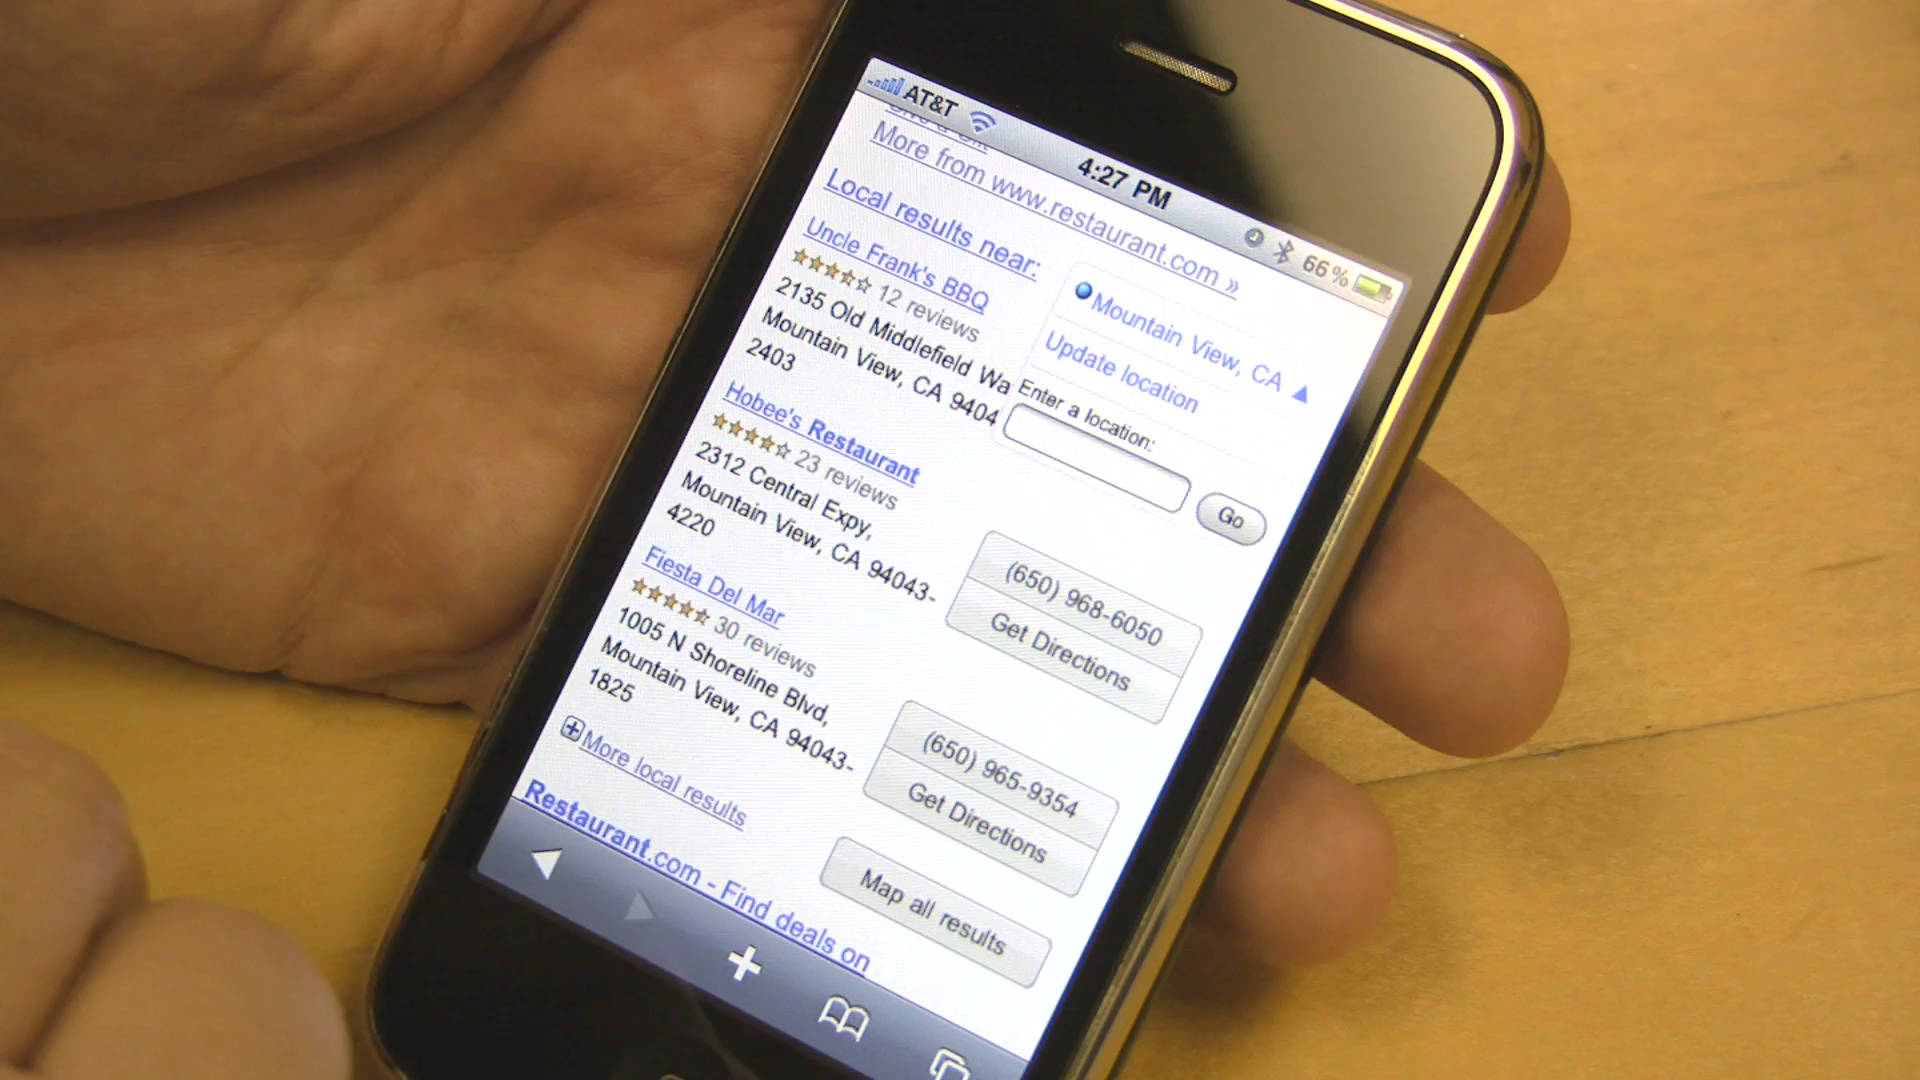 AT&T 4:27 PM 66%
More from www.restaurant.com »
Local results near:
Mountain View, CA ▲
Update location
Enter a location:
Go
Uncle Frank's BBQ
12 reviews
2135 Old Middlefield Wa
Mountain View, CA 9404
2403
Hobee's Restaurant
23 reviews
2312 Central Expy,
Mountain View, CA 94043-
4220
(650) 968-6050
Get Directions
Fiesta Del Mar
30 reviews
1005 N Shoreline Blvd,
Mountain View, CA 94043-
1825
(650) 965-9354
Get Directions
More local results
Map all results
Restaurant.com - Find deals on